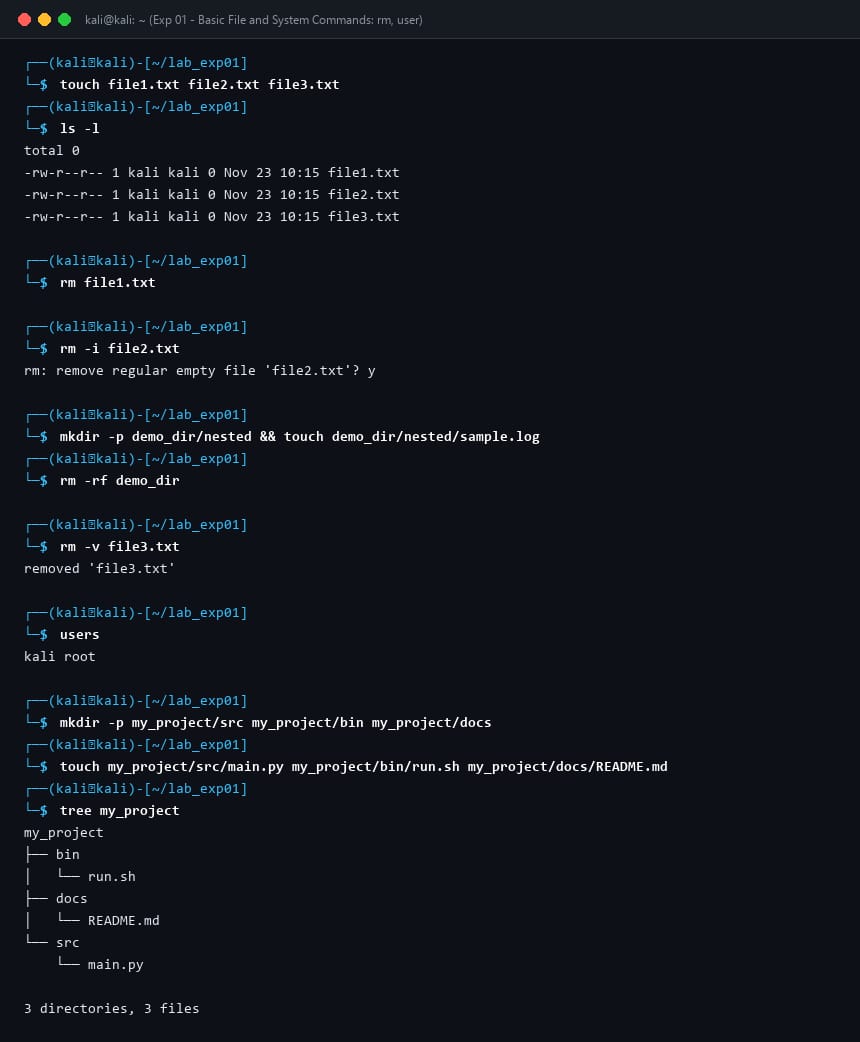 kali@kali: ~ (Exp 01 - Basic File and System Commands: rm, user)
┌──(kali⍰kali)-[~/lab_exp01]
└─$ touch file1.txt file2.txt file3.txt
┌──(kali⍰kali)-[~/lab_exp01]
└─$ ls -l
total 0
-rw-r--r-- 1 kali kali 0 Nov 23 10:15 file1.txt
-rw-r--r-- 1 kali kali 0 Nov 23 10:15 file2.txt
-rw-r--r-- 1 kali kali 0 Nov 23 10:15 file3.txt
┌──(kali⍰kali)-[~/lab_exp01]
└─$ rm file1.txt
┌──(kali⍰kali)-[~/lab_exp01]
└─$ rm -i file2.txt
rm: remove regular empty file 'file2.txt'? y
┌──(kali⍰kali)-[~/lab_exp01]
└─$ mkdir -p demo_dir/nested && touch demo_dir/nested/sample.log
┌──(kali⍰kali)-[~/lab_exp01]
└─$ rm -rf demo_dir
┌──(kali⍰kali)-[~/lab_exp01]
└─$ rm -v file3.txt
removed 'file3.txt'
┌──(kali⍰kali)-[~/lab_exp01]
└─$ users
kali root
┌──(kali⍰kali)-[~/lab_exp01]
└─$ mkdir -p my_project/src my_project/bin my_project/docs
┌──(kali⍰kali)-[~/lab_exp01]
└─$ touch my_project/src/main.py my_project/bin/run.sh my_project/docs/README.md
┌──(kali⍰kali)-[~/lab_exp01]
└─$ tree my_project
my_project
├── bin
│   └── run.sh
├── docs
│   └── README.md
└── src
    └── main.py
3 directories, 3 files